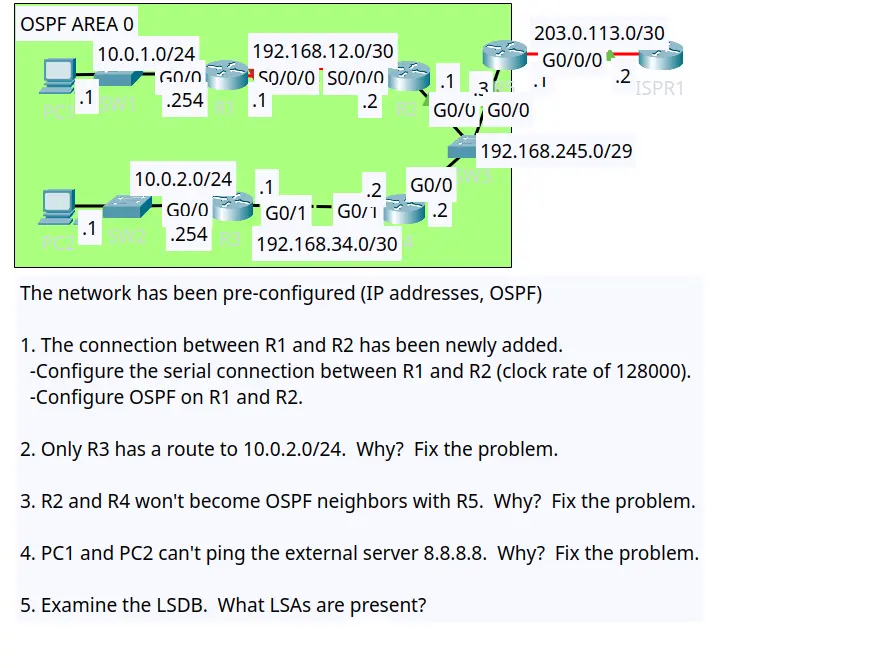 OSPF AREA 0
203.0.113.0/30
10.0.1.0/24
192.168.12.0/30
G0/0/0
G0/0
S0/0/0
S0/0/0
.1
.3
.1
.2
ISPR1
.1
.254
R1
.1
.2
R2
G0/0
G0/0
PC1
SW1
192.168.245.0/29
10.0.2.0/24
.1
.2
G0/0
G0/0
G0/1
G0/1
.2
.1
.254
R3
PC2
SW2
192.168.34.0/30
The network has been pre-configured (IP addresses, OSPF)
1. The connection between R1 and R2 has been newly added.
-Configure the serial connection between R1 and R2 (clock rate of 128000).
-Configure OSPF on R1 and R2.
2. Only R3 has a route to 10.0.2.0/24.  Why?  Fix the problem.
3. R2 and R4 won't become OSPF neighbors with R5.  Why?  Fix the problem.
4. PC1 and PC2 can't ping the external server 8.8.8.8.  Why?  Fix the problem.
5. Examine the LSDB.  What LSAs are present?